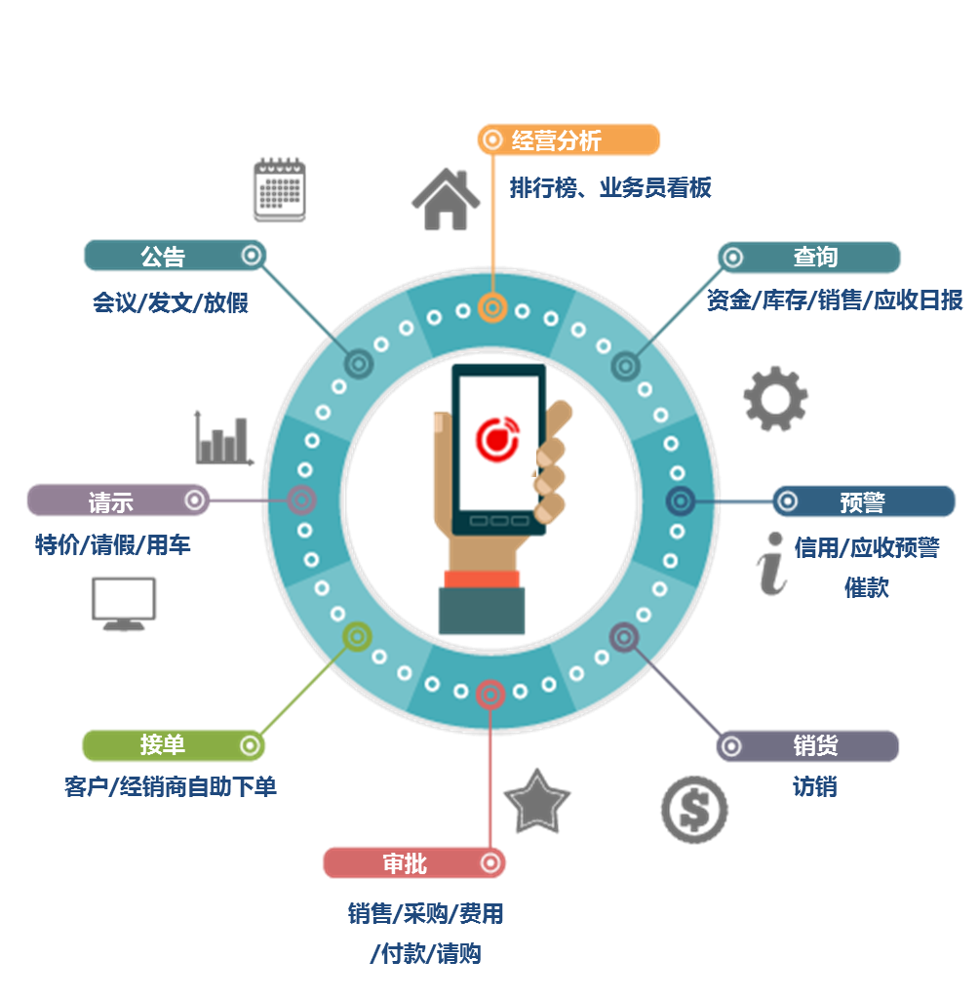 经营分析
排行榜、业务员看板
公告
会议/发文/放假
查询
资金/库存/销售/应收日报
请示
特价/请假/用车
预警
信用/应收预警
催款
接单
客户/经销商自助下单
销货
访销
审批
销售/采购/费用
/付款/请购